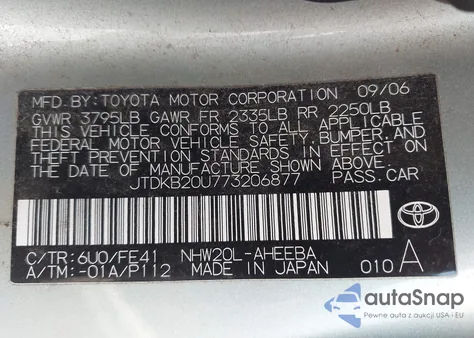 MFD. BY: TOYOTA MOTOR CORPORATION 09/06
GVWR 3795LB GAWR FR 2335LB RR 2250LB
THIS VEHICLE CONFORMS TO ALL APPLICABLE
FEDERAL MOTOR VEHICLE SAFETY, BUMPER, AND
THEFT PREVENTION STANDARDS IN EFFECT ON
THE DATE OF MANUFACTURE SHOWN ABOVE.
JTDKB20U773206877 PASS. CAR
TOYOTA
C/TR: 6U0/FE41 NHW20L-AHEEBA
A/TM: -01A/P112 MADE IN JAPAN 010 A
autoSnap
Pewne auta z aukcji USA i EU